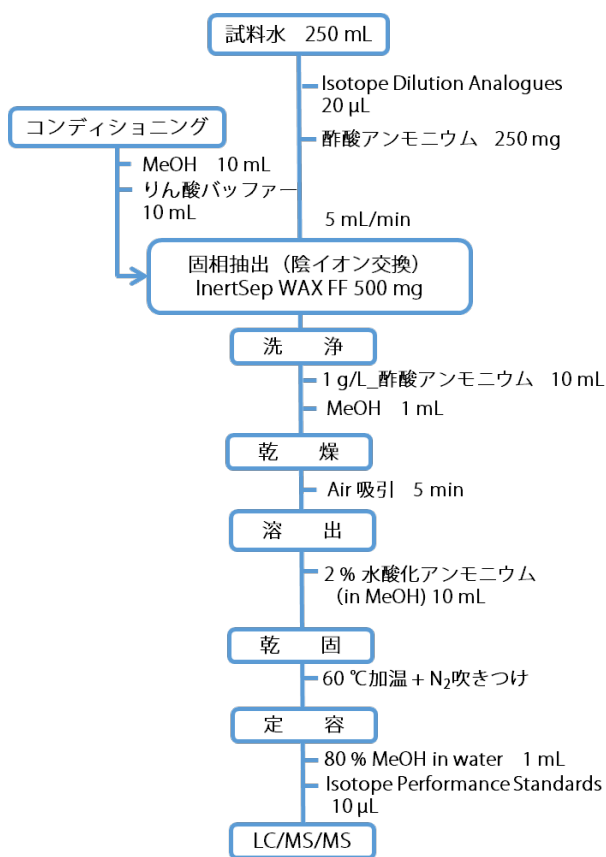 試料水 250 mL
Isotope Dilution Analogues
20 µL
酢酸アンモニウム 250 mg
コンディショニング
MeOH 10 mL
りん酸バッファー
10 mL
5 mL/min
固相抽出（陰イオン交換）
InertSep WAX FF 500 mg
洗 浄
1 g/L_酢酸アンモニウム 10 mL
MeOH 1 mL
乾 燥
Air 吸引 5 min
溶 出
2 % 水酸化アンモニウム
（in MeOH) 10 mL
乾 固
60 ℃加温 + N₂吹きつけ
定 容
80 % MeOH in water 1 mL
Isotope Performance Standards
10 µL
LC/MS/MS